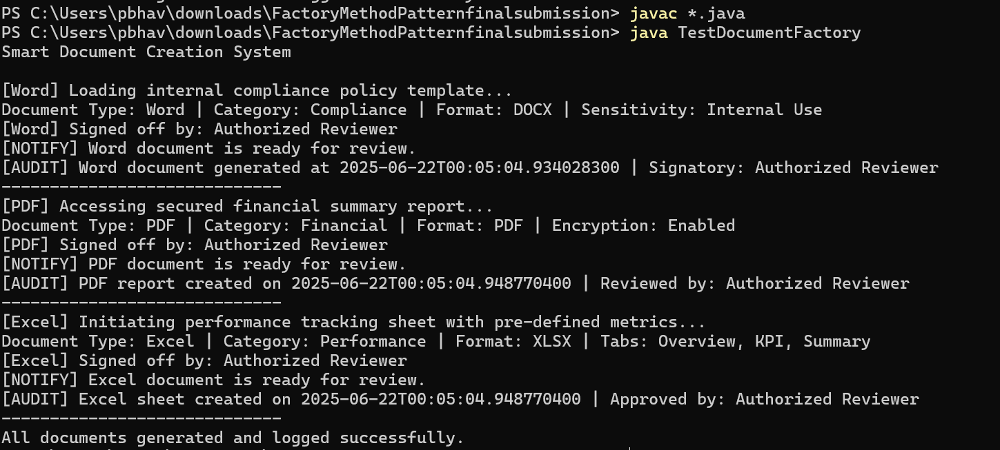 PS C:\Users\pbhav\downloads\FactoryMethodPatternfinalsubmission> javac *.java
PS C:\Users\pbhav\downloads\FactoryMethodPatternfinalsubmission> java TestDocumentFactory
Smart Document Creation System
[Word] Loading internal compliance policy template...
Document Type: Word | Category: Compliance | Format: DOCX | Sensitivity: Internal Use
[Word] Signed off by: Authorized Reviewer
[NOTIFY] Word document is ready for review.
[AUDIT] Word document generated at 2025-06-22T00:05:04.934028300 | Signatory: Authorized Reviewer
-----------------------------
[PDF] Accessing secured financial summary report...
Document Type: PDF | Category: Financial | Format: PDF | Encryption: Enabled
[PDF] Signed off by: Authorized Reviewer
[NOTIFY] PDF document is ready for review.
[AUDIT] PDF report created on 2025-06-22T00:05:04.948770400 | Reviewed by: Authorized Reviewer
-----------------------------
[Excel] Initiating performance tracking sheet with pre-defined metrics...
Document Type: Excel | Category: Performance | Format: XLSX | Tabs: Overview, KPI, Summary
[Excel] Signed off by: Authorized Reviewer
[NOTIFY] Excel document is ready for review.
[AUDIT] Excel sheet created on 2025-06-22T00:05:04.948770400 | Approved by: Authorized Reviewer
-----------------------------
All documents generated and logged successfully.